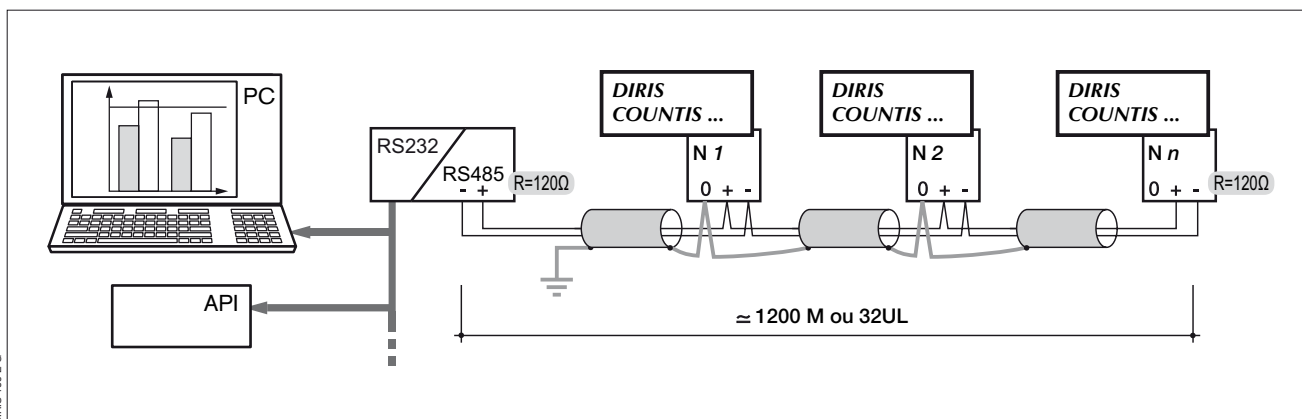 PC
API
RS232
RS485
- +
R=120Ω
DIRIS
COUNTIS ...
N 1
0 + -
DIRIS
COUNTIS ...
N 2
0 + -
DIRIS
COUNTIS ...
N n
0 + -
R=120Ω
≃ 1200 M ou 32UL